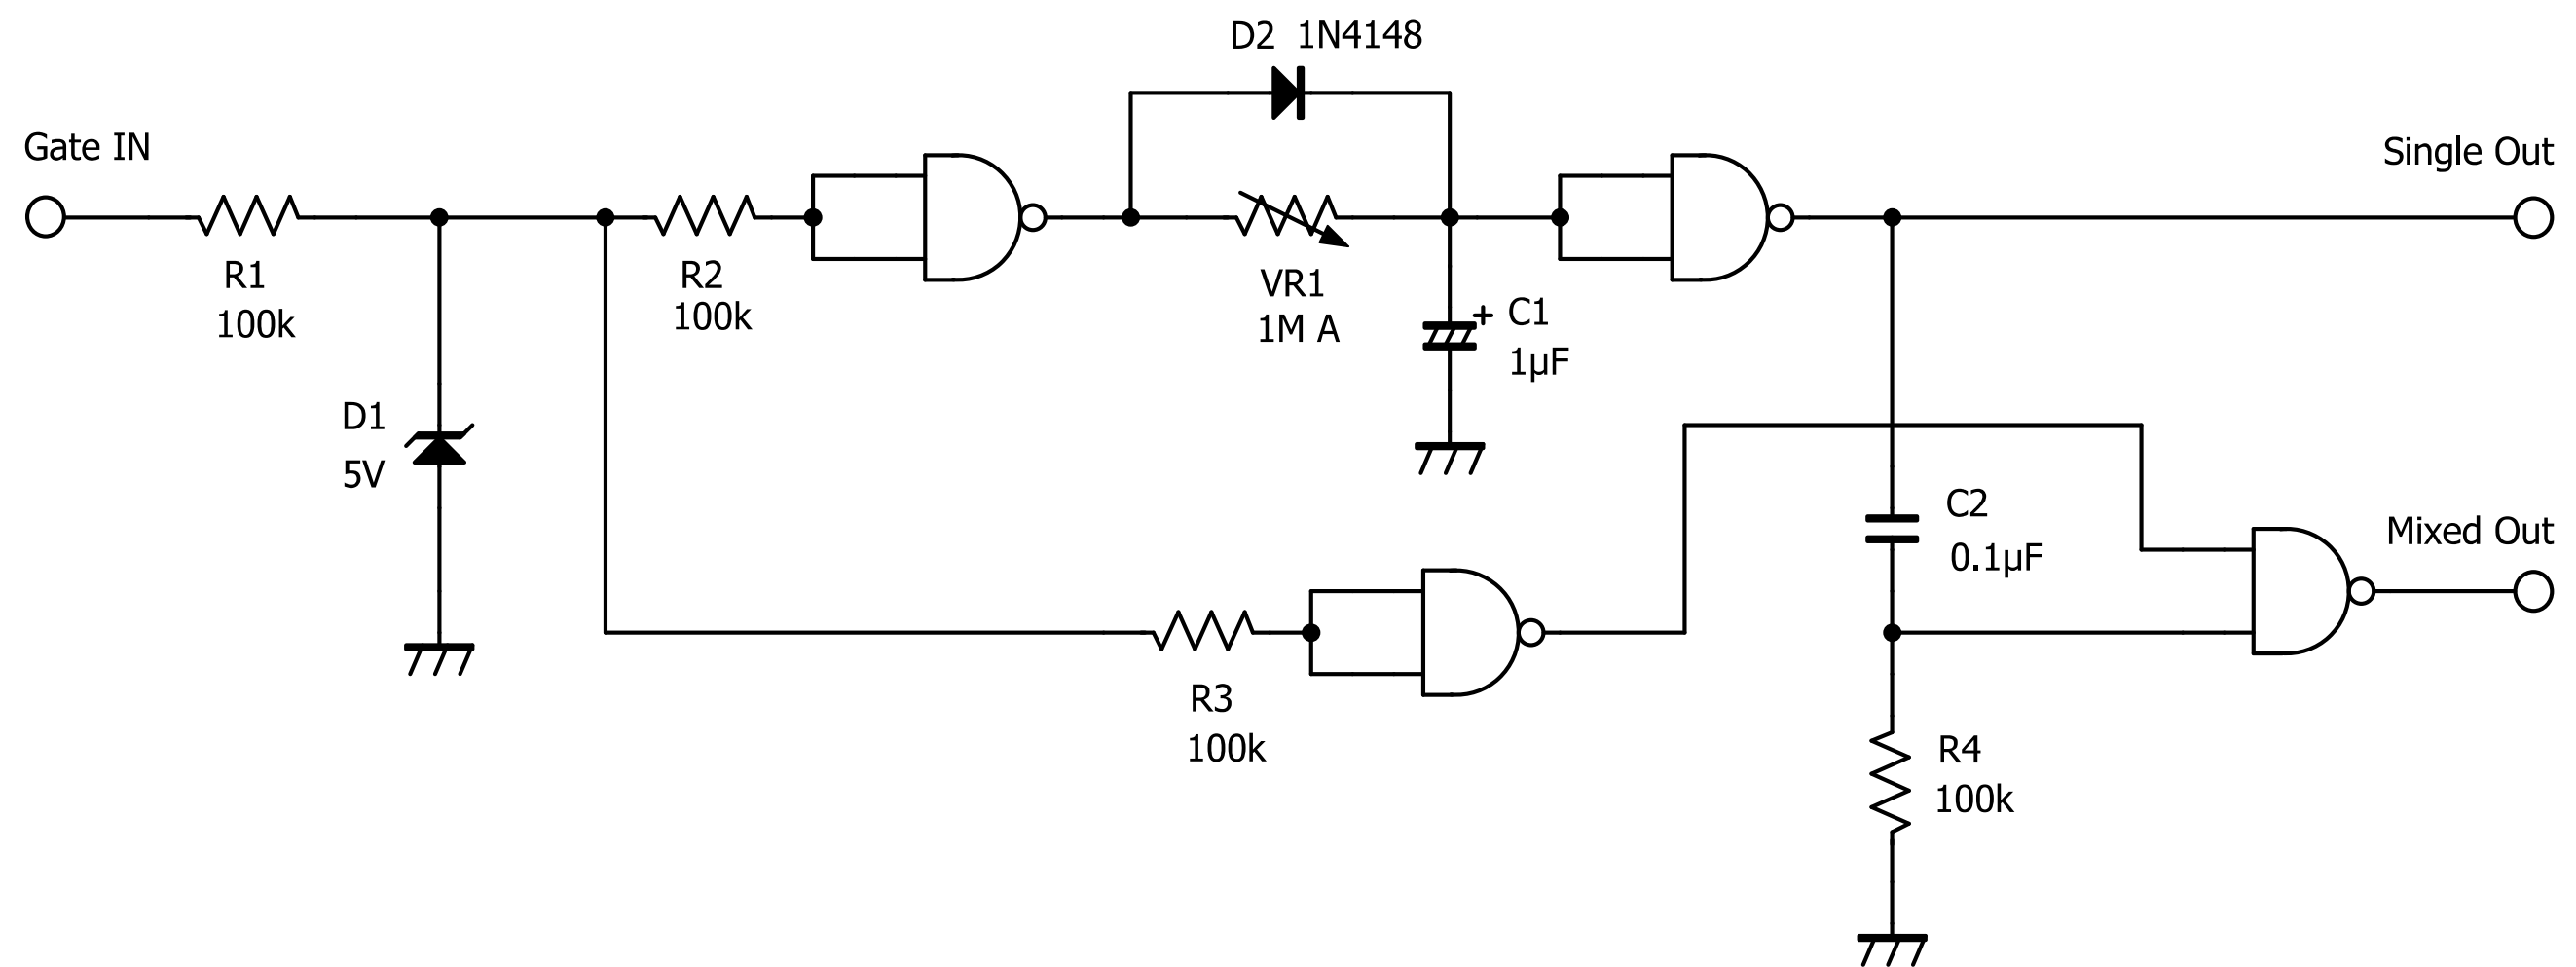 D2 1N4148
Gate IN
Single Out
R1
100k
R2
100k
VR1
1M A
+ C1
1µF
D1
5V
C2
0.1µF
Mixed Out
R3
100k
R4
100k